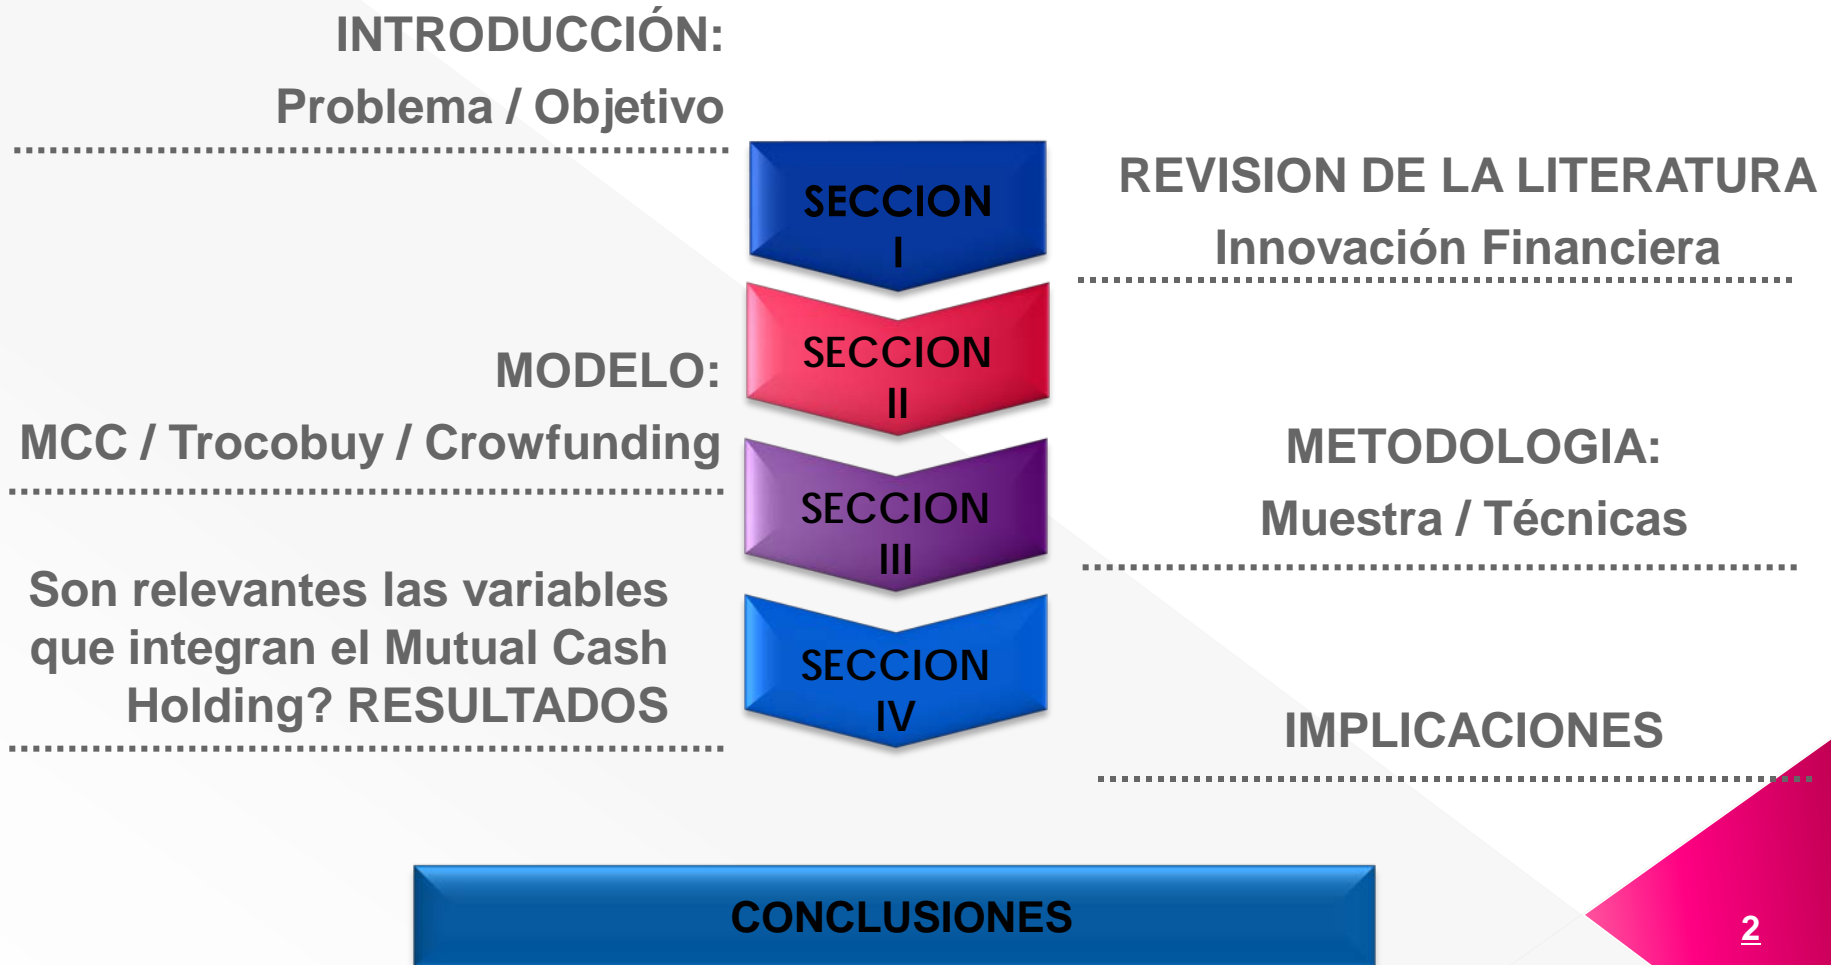 INTRODUCCIÓN:
Problema / Objetivo
SECCION
I
REVISION DE LA LITERATURA
Innovación Financiera
MODELO:
MCC / Trocobuy / Crowfunding
SECCION
II
METODOLOGIA:
Muestra / Técnicas
SECCION
III
Son relevantes las variables
que integran el Mutual Cash
Holding? RESULTADOS
SECCION
IV
IMPLICACIONES
CONCLUSIONES
2